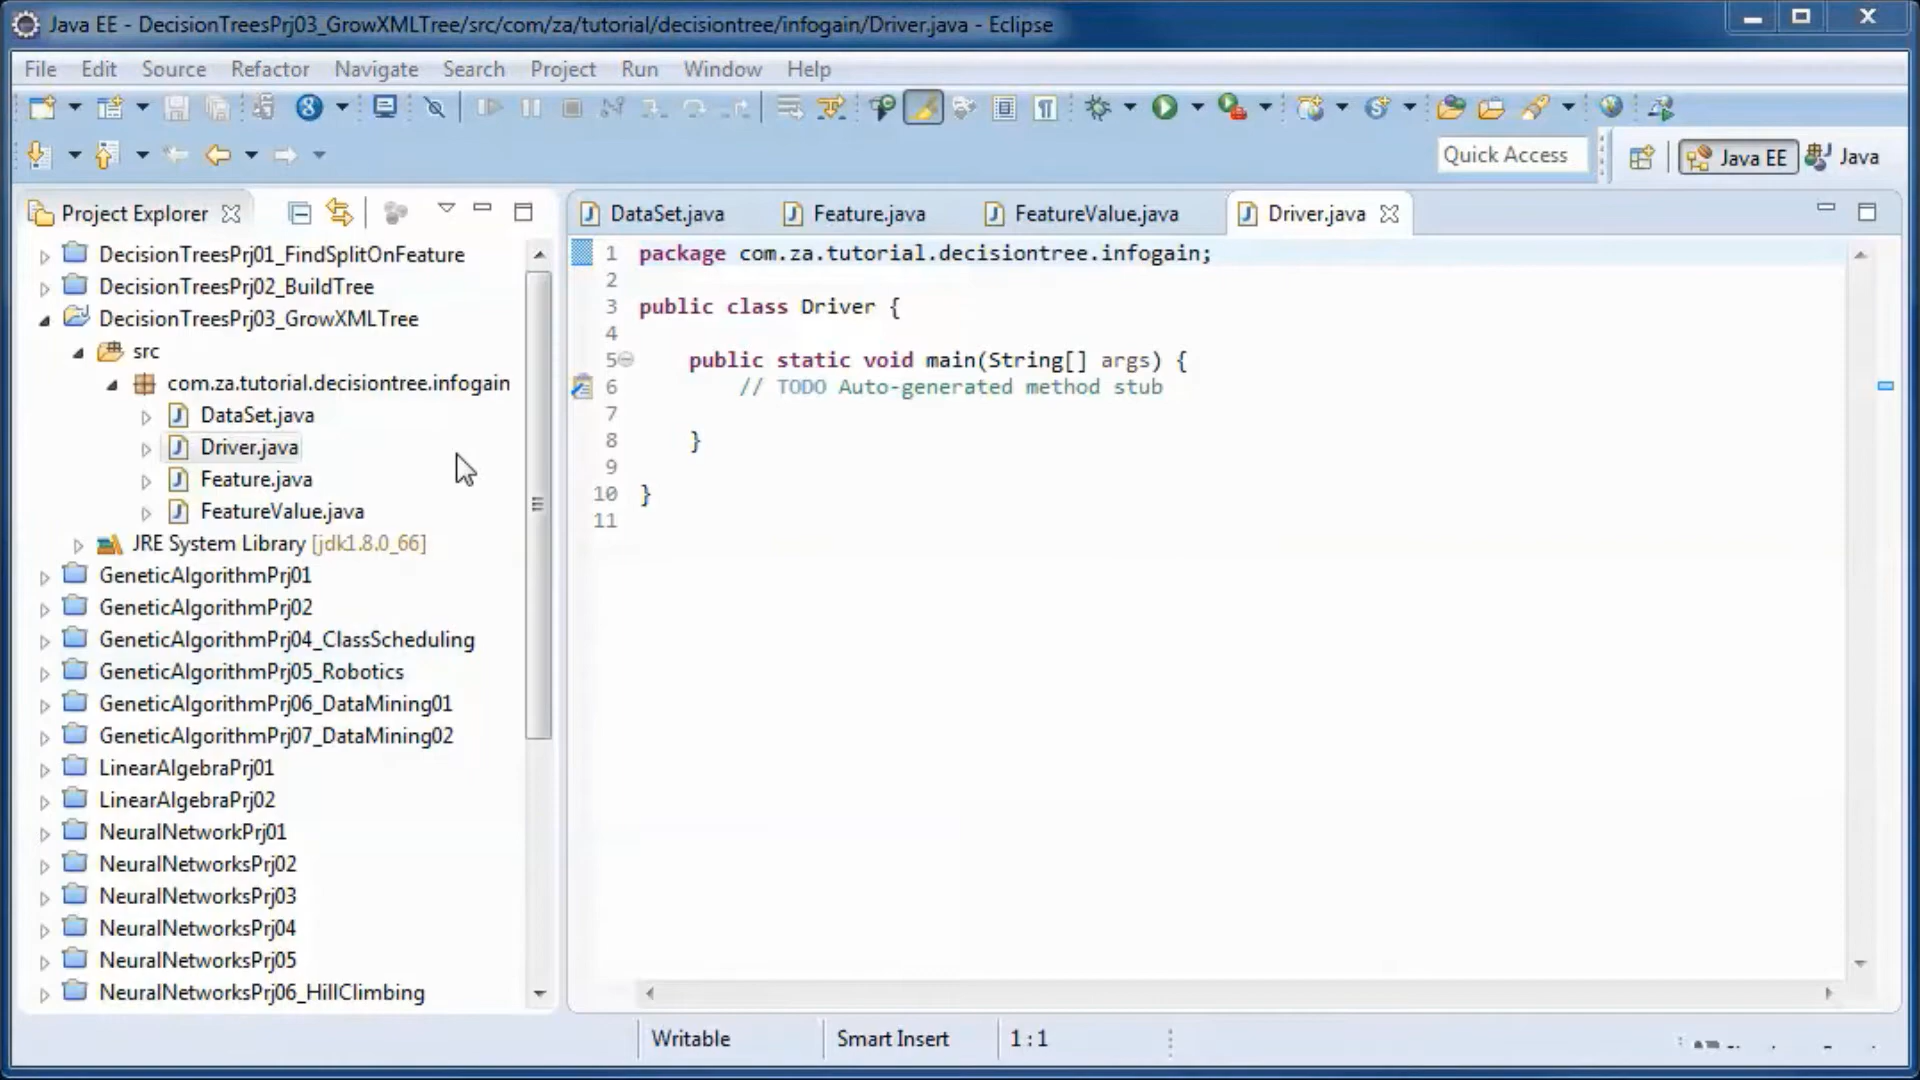 Java EE - DecisionTreesPrj03_GrowXMLTree/src/com/za/tutorial/decisiontree/infogain/Driver.java - Eclipse
File Edit Source Refactor Navigate Search Project Run Window Help
Quick Access
Java EE
Java
Project Explorer
DecisionTreesPrj01_FindSplitOnFeature
DecisionTreesPrj02_BuildTree
DecisionTreesPrj03_GrowXMLTree
src
com.za.tutorial.decisiontree.infogain
DataSet.java
Driver.java
Feature.java
FeatureValue.java
JRE System Library [jdk1.8.0_66]
GeneticAlgorithmPrj01
GeneticAlgorithmPrj02
GeneticAlgorithmPrj04_ClassScheduling
GeneticAlgorithmPrj05_Robotics
GeneticAlgorithmPrj06_DataMining01
GeneticAlgorithmPrj07_DataMining02
LinearAlgebraPrj01
LinearAlgebraPrj02
NeuralNetworkPrj01
NeuralNetworksPrj02
NeuralNetworksPrj03
NeuralNetworksPrj04
NeuralNetworksPrj05
NeuralNetworksPrj06_HillClimbing
DataSet.java Feature.java FeatureValue.java Driver.java
1 package com.za.tutorial.decisiontree.infogain;
2
3 public class Driver {
4
5 public static void main(String[] args) {
6 // TODO Auto-generated method stub
7
8 }
9
10 }
11
Writable Smart Insert 1 : 1